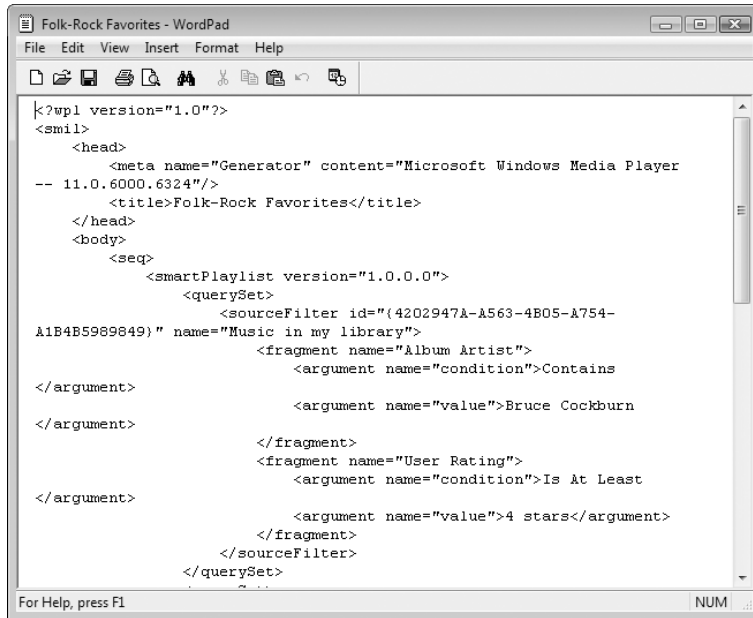 Folk-Rock Favorites - WordPad
File Edit View Insert Format Help
<?wpl version="1.0"?>
<smil>
<head>
<meta name="Generator" content="Microsoft Windows Media Player
-- 11.0.6000.6324"/>
<title>Folk-Rock Favorites</title>
</head>
<body>
<seq>
<smartPlaylist version="1.0.0.0">
<querySet>
<sourceFilter id="{4202947A-A563-4B05-A754-
A1B4B5989849}" name="Music in my library">
<fragment name="Album Artist">
<argument name="condition">Contains
</argument>
<argument name="value">Bruce Cockburn
</argument>
</fragment>
<fragment name="User Rating">
<argument name="condition">Is At Least
</argument>
<argument name="value">4 stars</argument>
</fragment>
</sourceFilter>
</querySet>
For Help, press F1
NUM